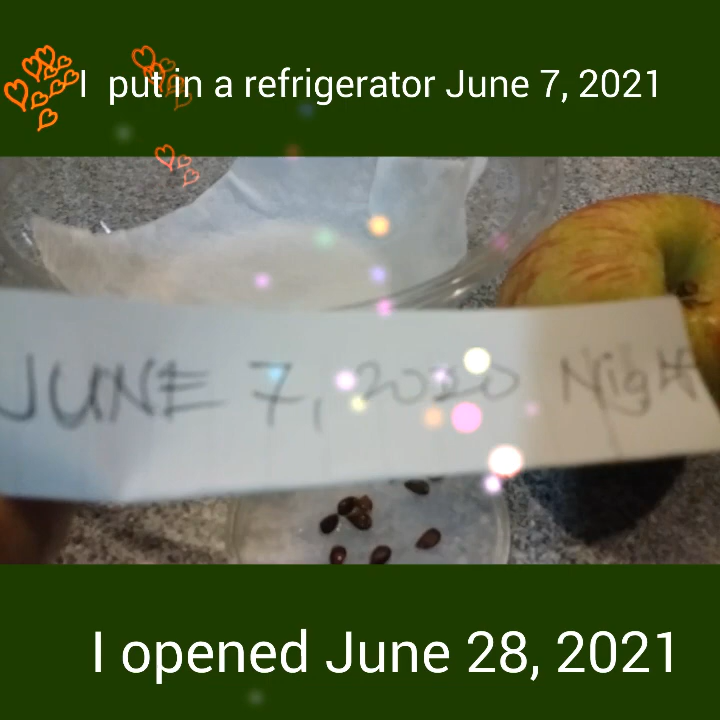 I put in a refrigerator June 7, 2021
JUNE 7, 2020 Night
I opened June 28, 2021